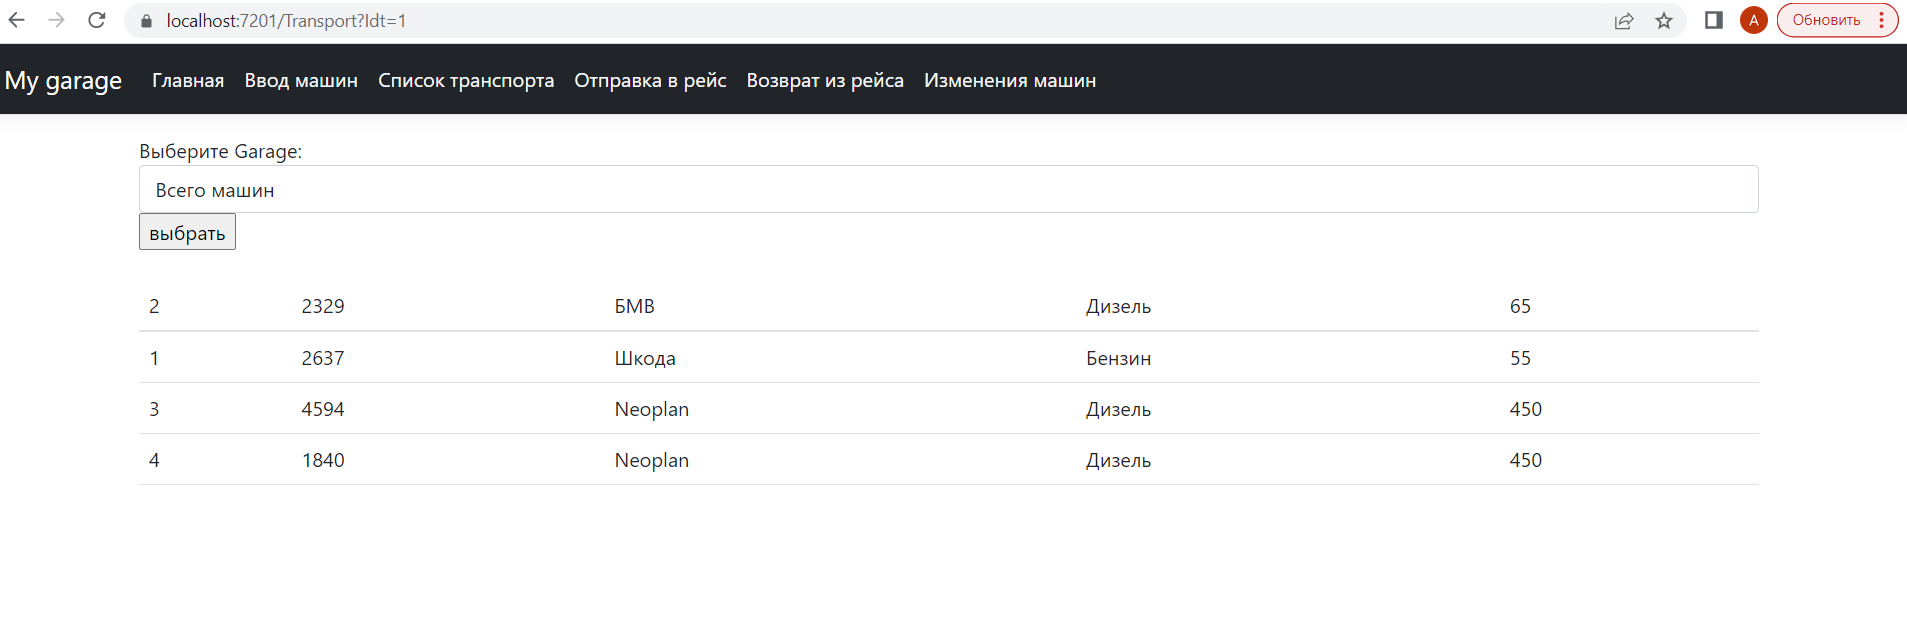 localhost:7201/Transport?Idt=1 A Обновить
My garage Главная Ввод машин Список транспорта Отправка в рейс Возврат из рейса Изменения машин
Выберите Garage:
Всего машин
выбрать
2 2329 БМВ Дизель 65
1 2637 Шкода Бензин 55
3 4594 Neoplan Дизель 450
4 1840 Neoplan Дизель 450